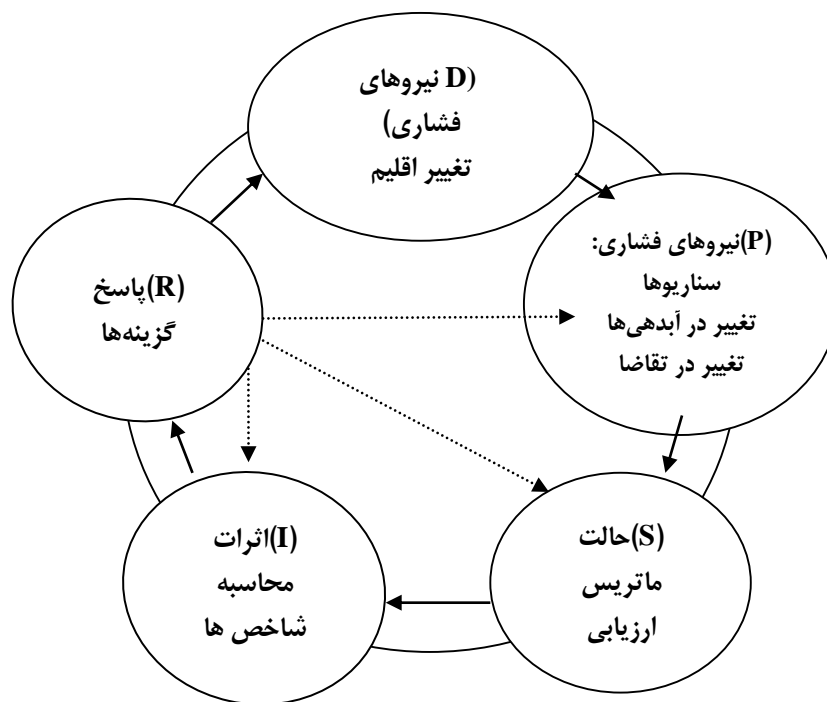 (D نیروهای
فشاری)
تغییر اقلیم
(P)نیروهای فشاری:
سناریوها
تغییر در آبدهی‌ها
تغییر در تقاضا
(R)پاسخ
گزینه‌ها
(S)حالت
ماتریس
ارزیابی
(I)اثرات
محاسبه
شاخص ها